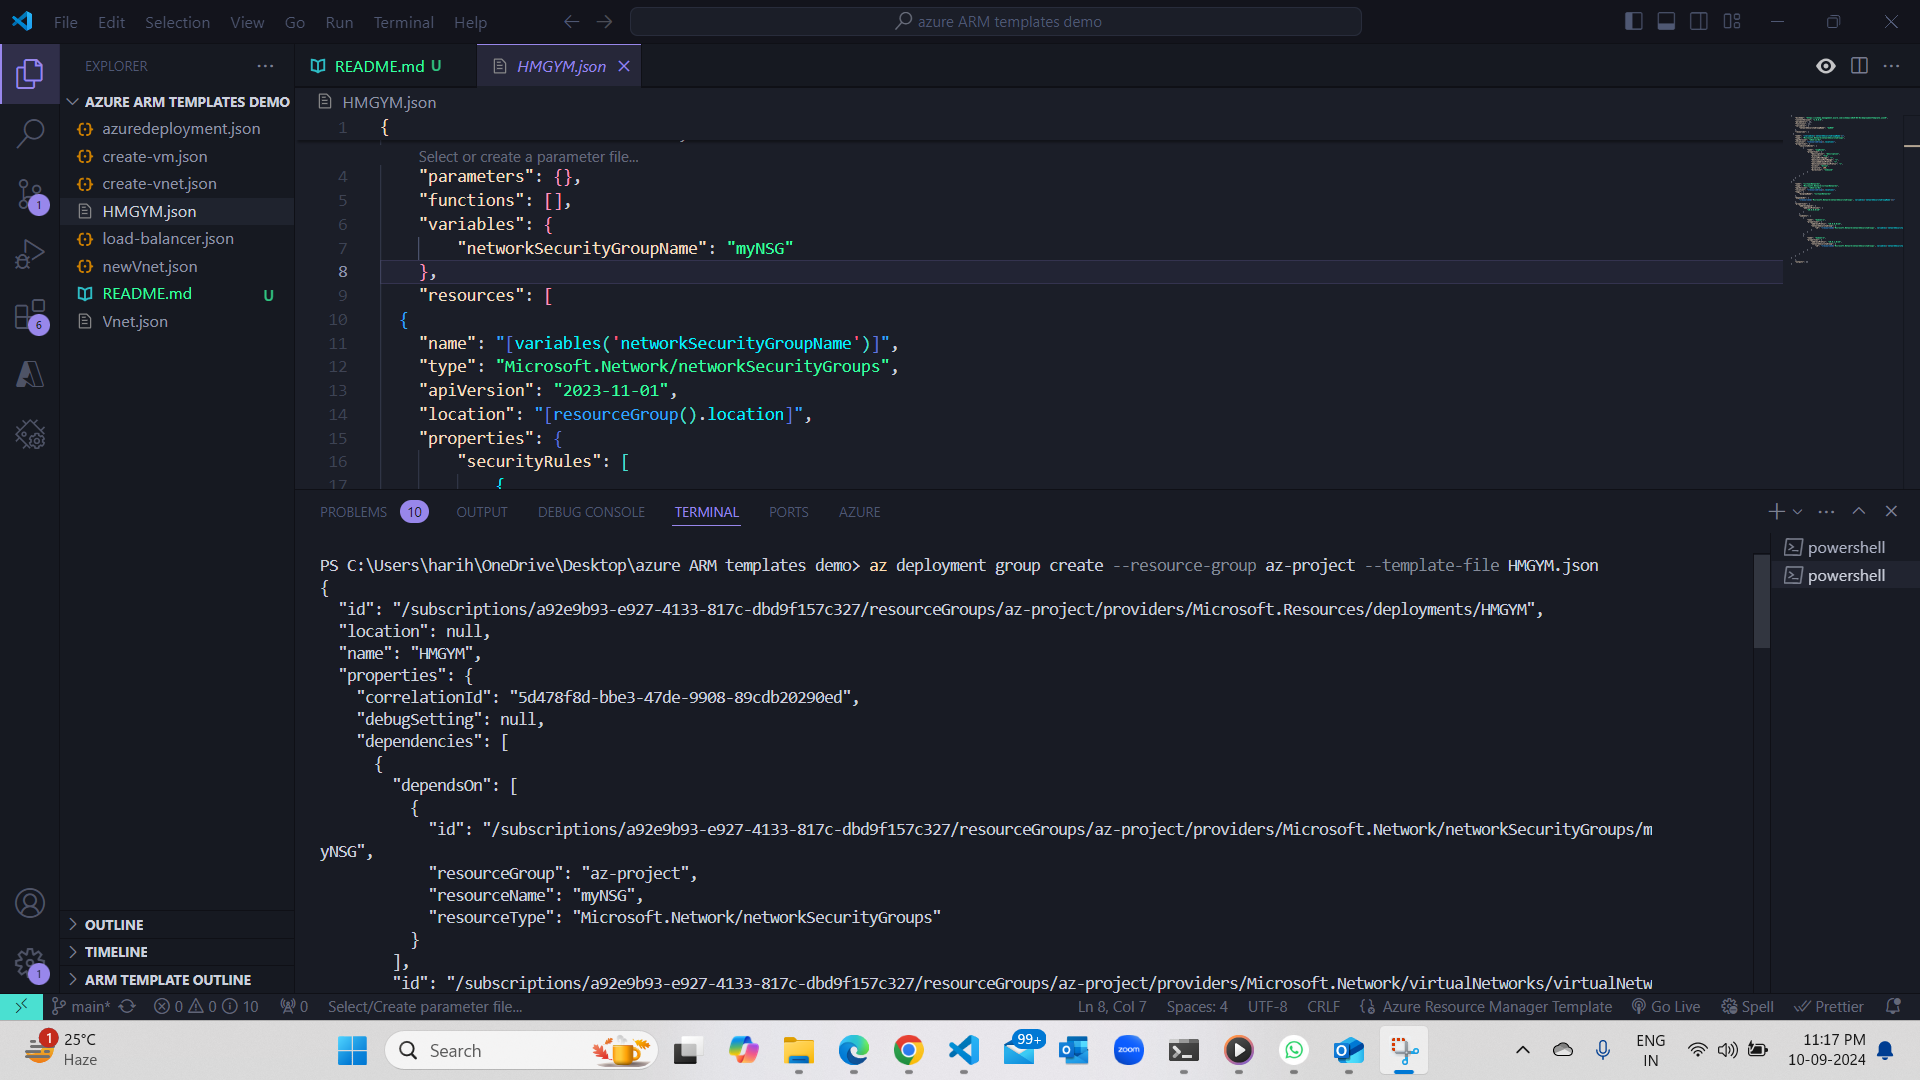 File Edit Selection View Go Run Terminal Help
azure ARM templates demo
EXPLORER
README.md U
HMGYM.json
AZURE ARM TEMPLATES DEMO
azuredeployment.json
create-vm.json
create-vnet.json
HMGYM.json
load-balancer.json
newVnet.json
README.md U
Vnet.json
1
6
OUTLINE
TIMELINE
ARM TEMPLATE OUTLINE
1
HMGYM.json
1 {
Select or create a parameter file...
4 "parameters": {},
5 "functions": [],
6 "variables": {
7 "networkSecurityGroupName": "myNSG"
8 },
9 "resources": [
10 {
11 "name": "[variables('networkSecurityGroupName')]",
12 "type": "Microsoft.Network/networkSecurityGroups",
13 "apiVersion": "2023-11-01",
14 "location": "[resourceGroup().location]",
15 "properties": {
16 "securityRules": [
17 {
PROBLEMS 10 OUTPUT DEBUG CONSOLE TERMINAL PORTS AZURE
powershell
powershell
PS C:\Users\harih\OneDrive\Desktop\azure ARM templates demo> az deployment group create --resource-group az-project --template-file HMGYM.json
{
"id": "/subscriptions/a92e9b93-e927-4133-817c-dbd9f157c327/resourceGroups/az-project/providers/Microsoft.Resources/deployments/HMGYM",
"location": null,
"name": "HMGYM",
"properties": {
"correlationId": "5d478f8d-bbe3-47de-9908-89cdb20290ed",
"debugSetting": null,
"dependencies": [
{
"dependsOn": [
{
"id": "/subscriptions/a92e9b93-e927-4133-817c-dbd9f157c327/resourceGroups/az-project/providers/Microsoft.Network/networkSecurityGroups/m
yNSG",
"resourceGroup": "az-project",
"resourceName": "myNSG",
"resourceType": "Microsoft.Network/networkSecurityGroups"
}
],
"id": "/subscriptions/a92e9b93-e927-4133-817c-dbd9f157c327/resourceGroups/az-project/providers/Microsoft.Network/virtualNetworks/virtualNetw
main* 0 0 10 0 Select/Create parameter file... Ln 8, Col 7 Spaces: 4 UTF-8 CRLF Azure Resource Manager Template Go Live Spell Prettier
1 25°C
Haze
Search
99+
zoom
ENG
IN
11:17 PM
10-09-2024